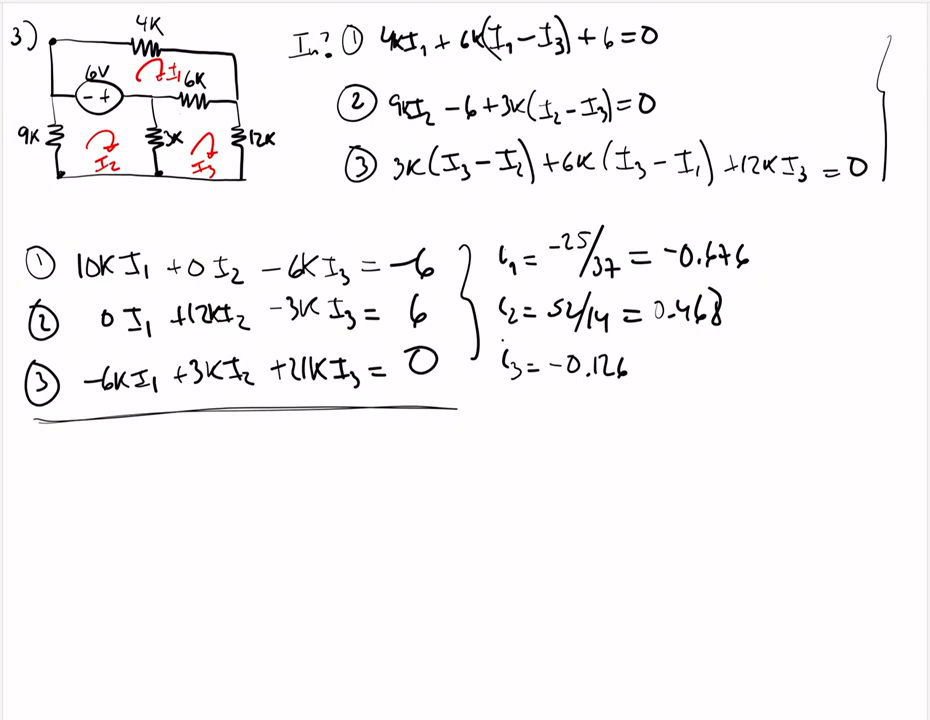 3)
4K
6V
- +
I1
6K
9K
3K
12K
I2
I3
In? ① 4KI1 + 6K(I1 - I3) + 6 = 0
② 9KI2 - 6 + 3K(I2 - I3) = 0
③ 3K(I3 - I2) + 6K(I3 - I1) + 12KI3 = 0
① 10KI1 + 0I2 - 6KI3 = -6
② 0I1 + 12KI2 - 3KI3 = 6
③ -6KI1 + 3KI2 + 21KI3 = 0
i1 = -25/37 = -0.676
i2 = 52/14 = 0.468
i3 = -0.126